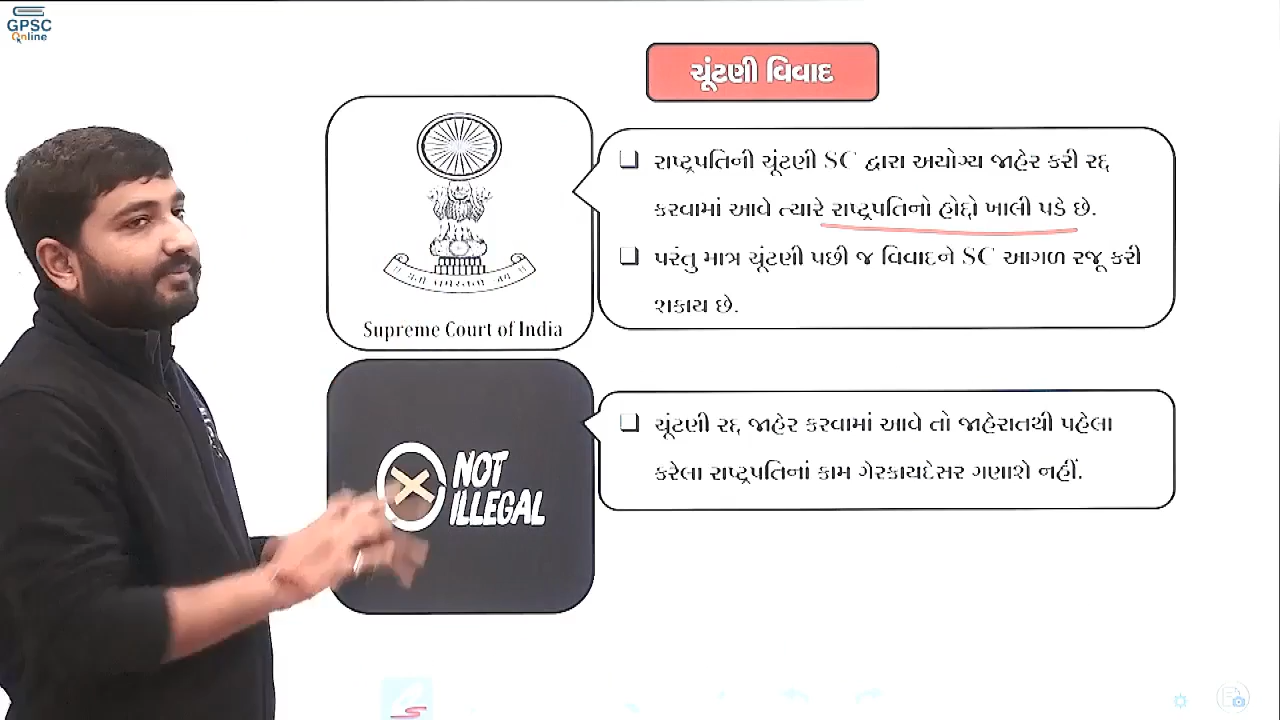 GPSC
Online
ચૂંટણી વિવાદ
રાષ્ટ્રપતિની ચૂંટણી SC દ્વારા અયોગ્ય જાહેર કરી રદ્દ
કરવામાં આવે ત્યારે રાષ્ટ્રપતિનો હોદ્દો ખાલી પડે છે.
પરંતુ માત્ર ચૂંટણી પછી જ વિવાદને SC આગળ રજૂ કરી
શકાય છે.
Supreme Court of India
ચૂંટણી રદ્દ જાહેર કરવામાં આવે તો જાહેરાતથી પહેલા
કરેલા રાષ્ટ્રપતિનાં કામ ગેરકાયદેસર ગણાશે નહીં.
NOT
ILLEGAL